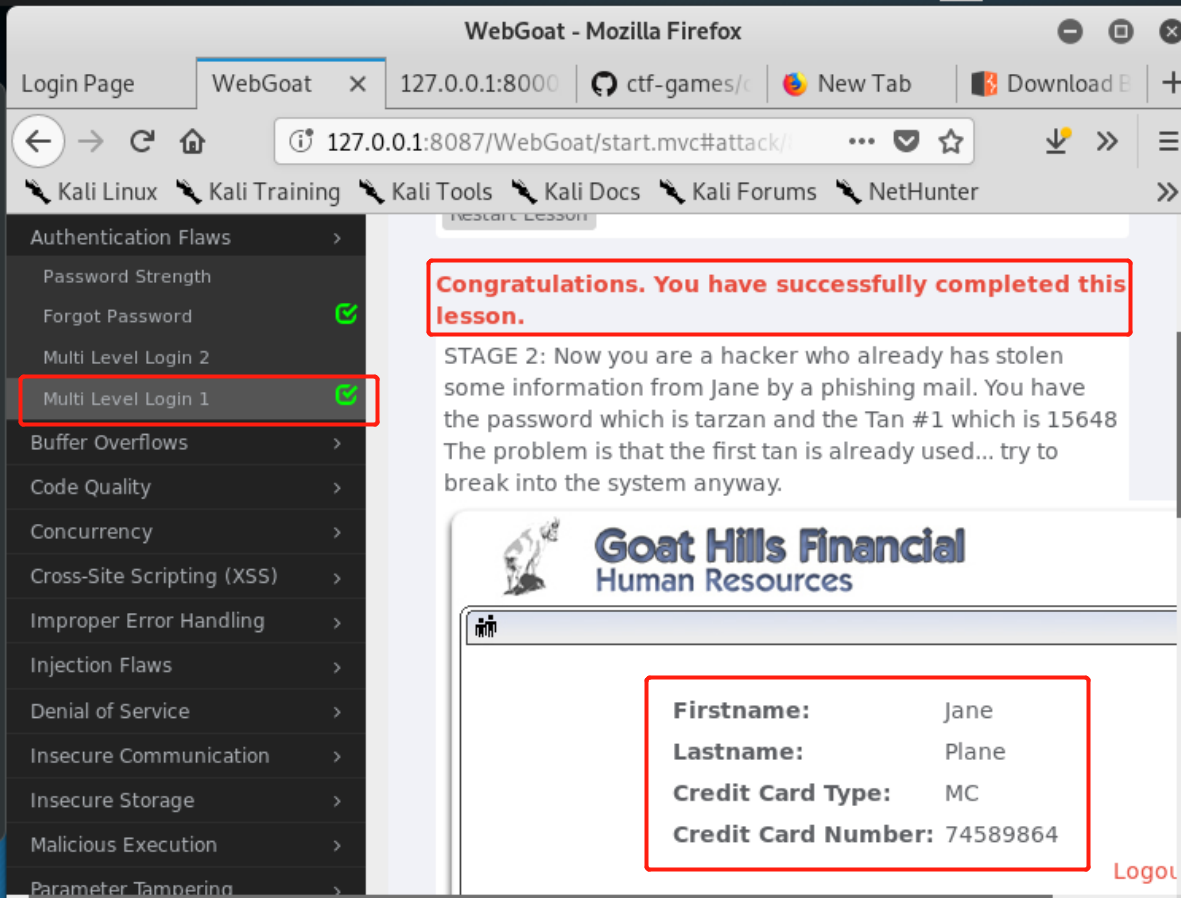 WebGoat - Mozilla Firefox
Login Page
WebGoat
127.0.0.1:8000
ctf-games/
New Tab
Download
127.0.0.1:8087/WebGoat/start.mvc#attack/
Kali Linux
Kali Training
Kali Tools
Kali Docs
Kali Forums
NetHunter
Authentication Flaws
Password Strength
Forgot Password
Multi Level Login 2
Multi Level Login 1
Buffer Overflows
Code Quality
Concurrency
Cross-Site Scripting (XSS)
Improper Error Handling
Injection Flaws
Denial of Service
Insecure Communication
Insecure Storage
Malicious Execution
Parameter Tampering
Restart Lesson
Congratulations. You have successfully completed this
lesson.
STAGE 2: Now you are a hacker who already has stolen
some information from Jane by a phishing mail. You have
the password which is tarzan and the Tan #1 which is 15648
The problem is that the first tan is already used... try to
break into the system anyway.
Goat Hills Financial
Human Resources
Firstname: Jane
Lastname: Plane
Credit Card Type: MC
Credit Card Number: 74589864
Logou